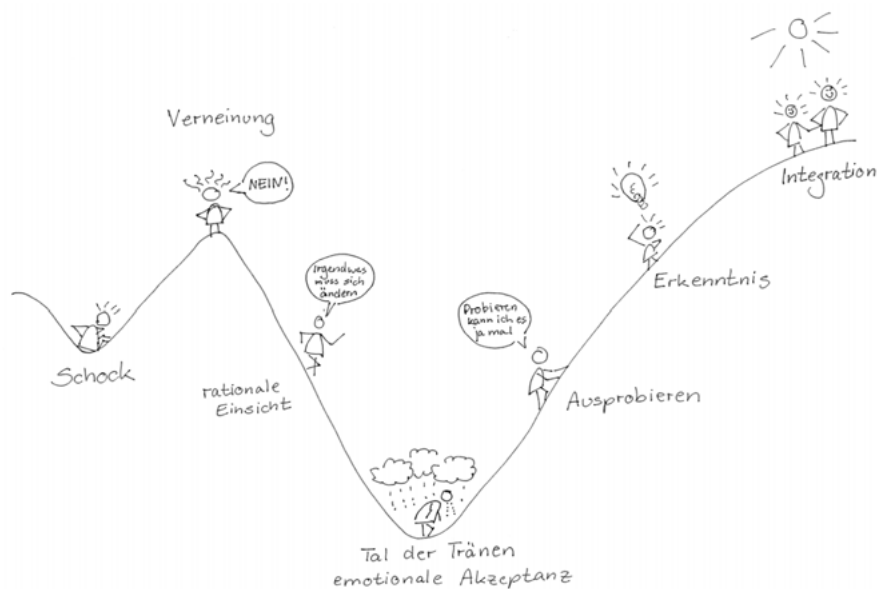 Verneinung
NEIN!
Irgendwas
muss sich
ändern
Schock
rationale
Einsicht
Tal der Tränen
emotionale Akzeptanz
Probieren
kann ich es
ja mal
Ausprobieren
Erkenntnis
Integration